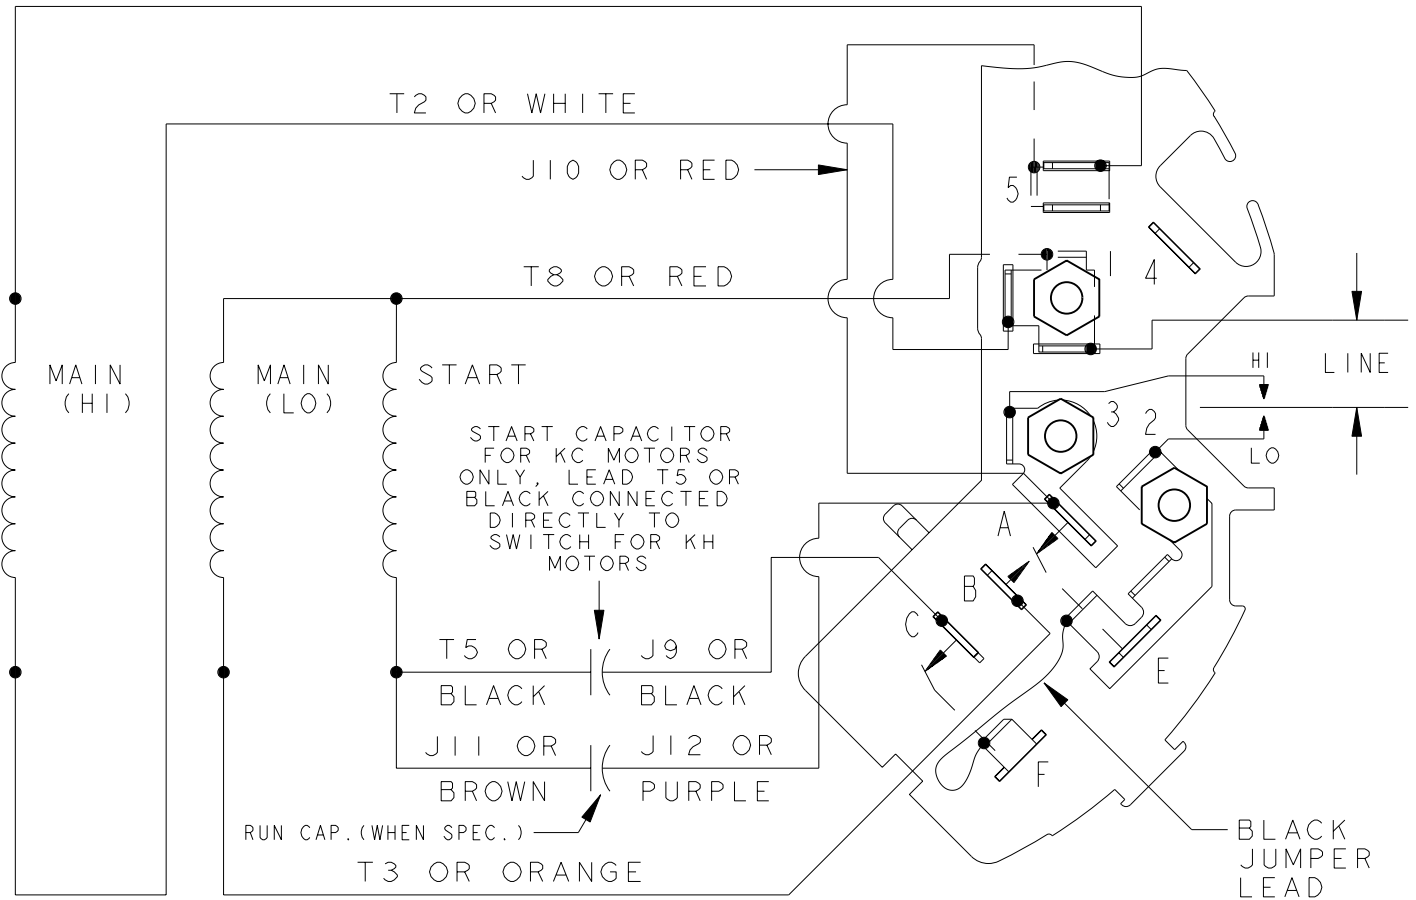 T2 OR WHITE
J10 OR RED
5
T8 OR RED
1
4
MAIN
(HI)
MAIN
(LO)
START
HI
LINE
3
2
LO
START CAPACITOR
FOR KC MOTORS
ONLY, LEAD T5 OR
BLACK CONNECTED
DIRECTLY TO
SWITCH FOR KH
MOTORS
A
B
C
E
F
T5 OR
BLACK
J9 OR
BLACK
J11 OR
BROWN
J12 OR
PURPLE
RUN CAP.(WHEN SPEC.)
T3 OR ORANGE
BLACK
JUMPER
LEAD